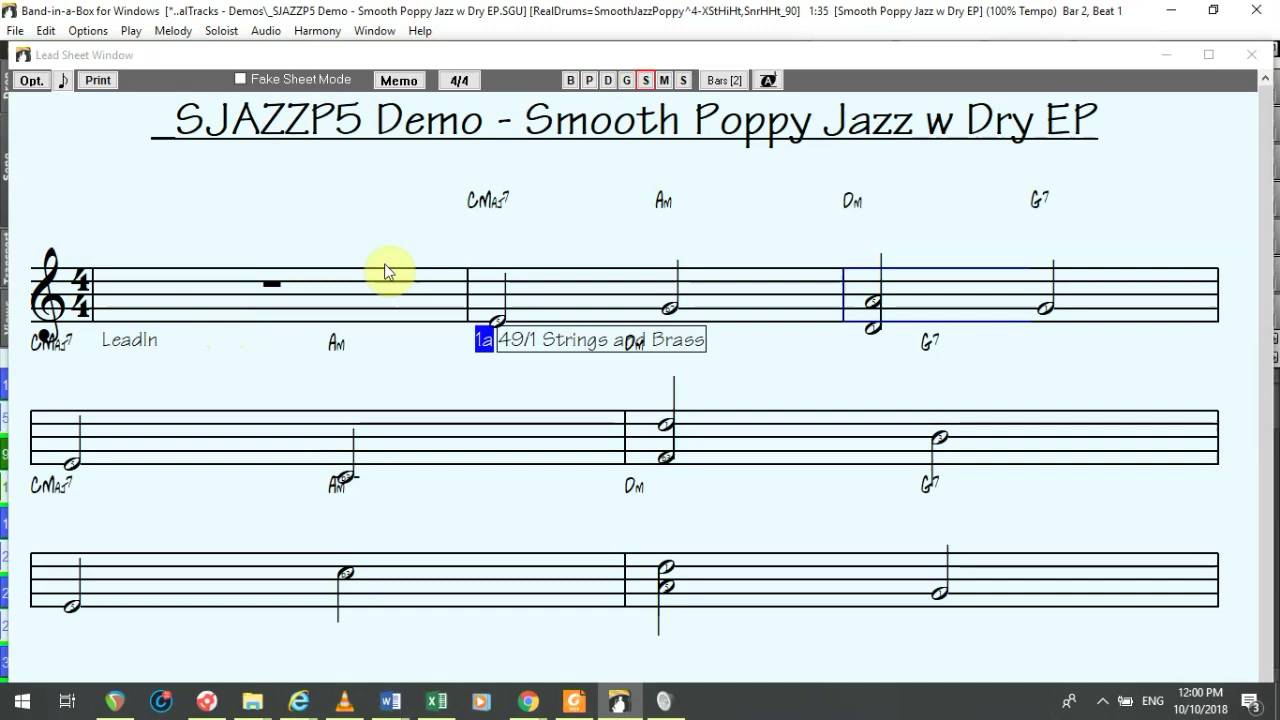 Band-in-a-Box for Windows [*..alTracks - Demos\_SJAZZP5 Demo - Smooth Poppy Jazz w Dry EP.SGU] [RealDrums=SmoothJazzPoppy^4-XStHiHt,SnrHHt_90] 1:35 [Smooth Poppy Jazz w Dry EP] (100% Tempo) Bar 2, Beat 1
File Edit Options Play Melody Soloist Audio Harmony Window Help
Lead Sheet Window
Opt. Print Fake Sheet Mode Memo 4/4 B P D G S M S Bars [2]
_SJAZZP5 Demo - Smooth Poppy Jazz w Dry EP
CMAJ7 AM DM G7
4
4
LeadIn 1a 49/1 Strings and Brass
CMAJ7 AM DM G7
CMAJ7 AM DM G7
ENG
12:00 PM
10/10/2018
3